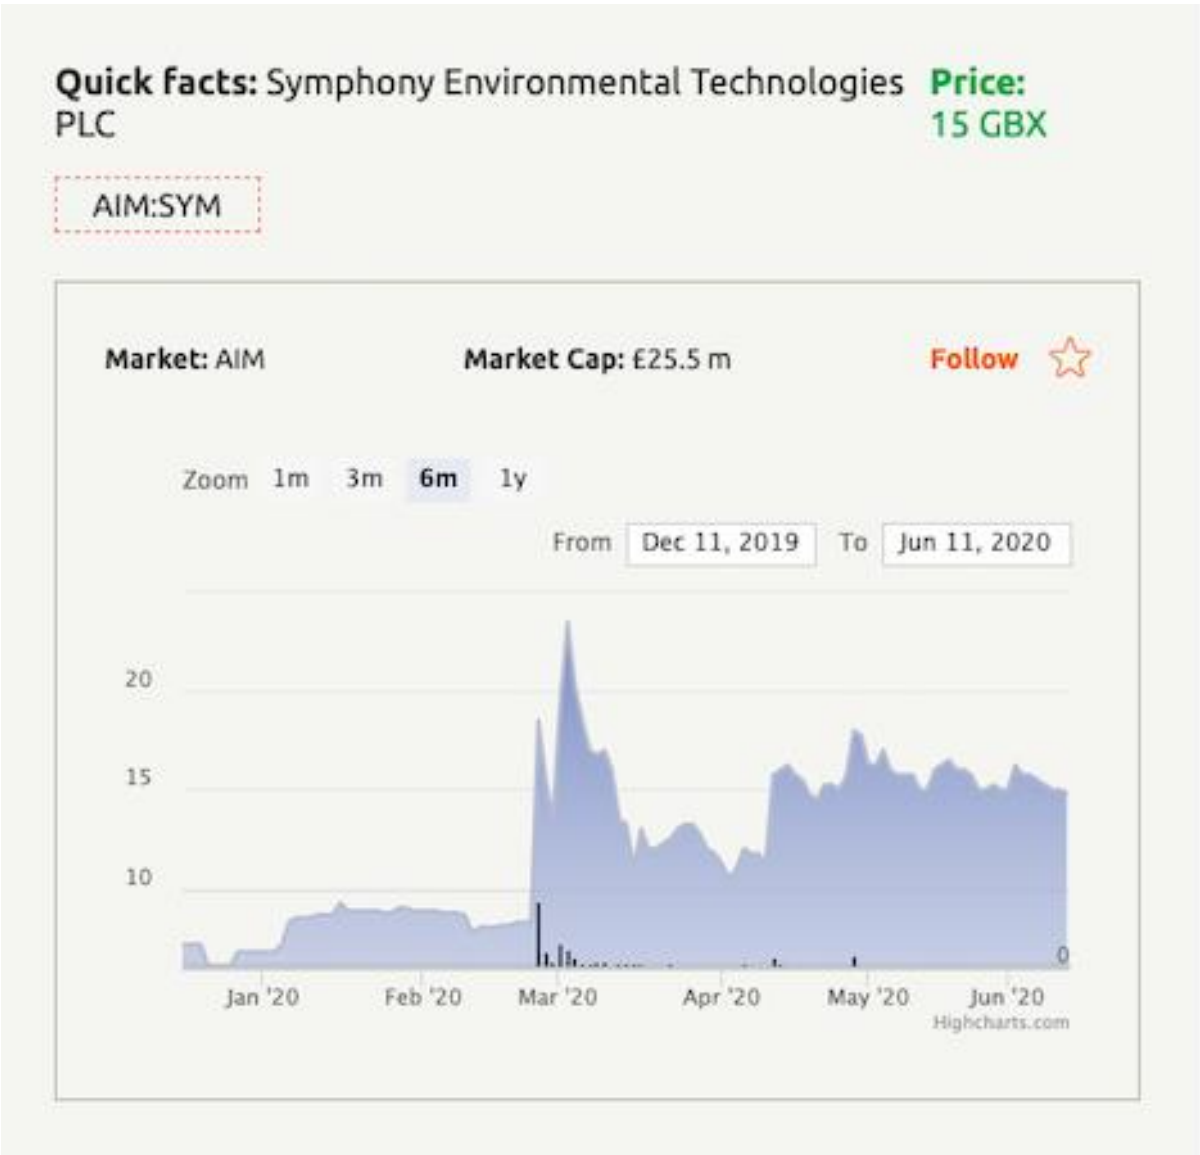 Quick facts: Symphony Environmental Technologies
PLC
Price:
15 GBX
AIM:SYM
Market: AIM
Market Cap: £25.5 m
Follow
Zoom 1m 3m 6m 1y
From Dec 11, 2019 To Jun 11, 2020
20
15
10
0
Jan '20 Feb '20 Mar '20 Apr '20 May '20 Jun '20
Highcharts.com